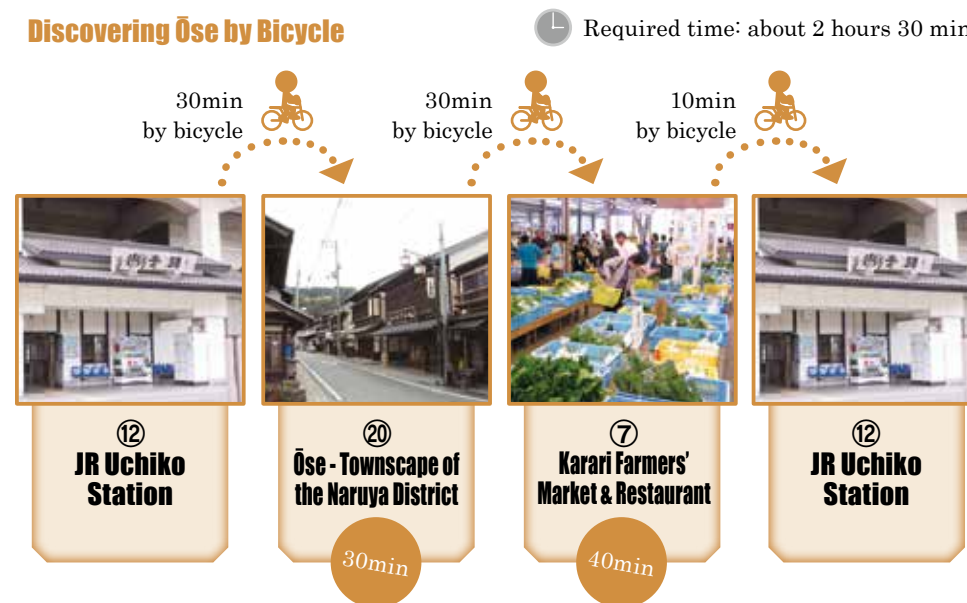 Discovering Ōse by Bicycle
Required time: about 2 hours 30 min
30min
by bicycle
30min
by bicycle
10min
by bicycle
⑫
JR Uchiko
Station
⑳
Ōse - Townscape of
the Naruya District
⑦
Karari Farmers'
Market & Restaurant
⑫
JR Uchiko
Station
30min
40min